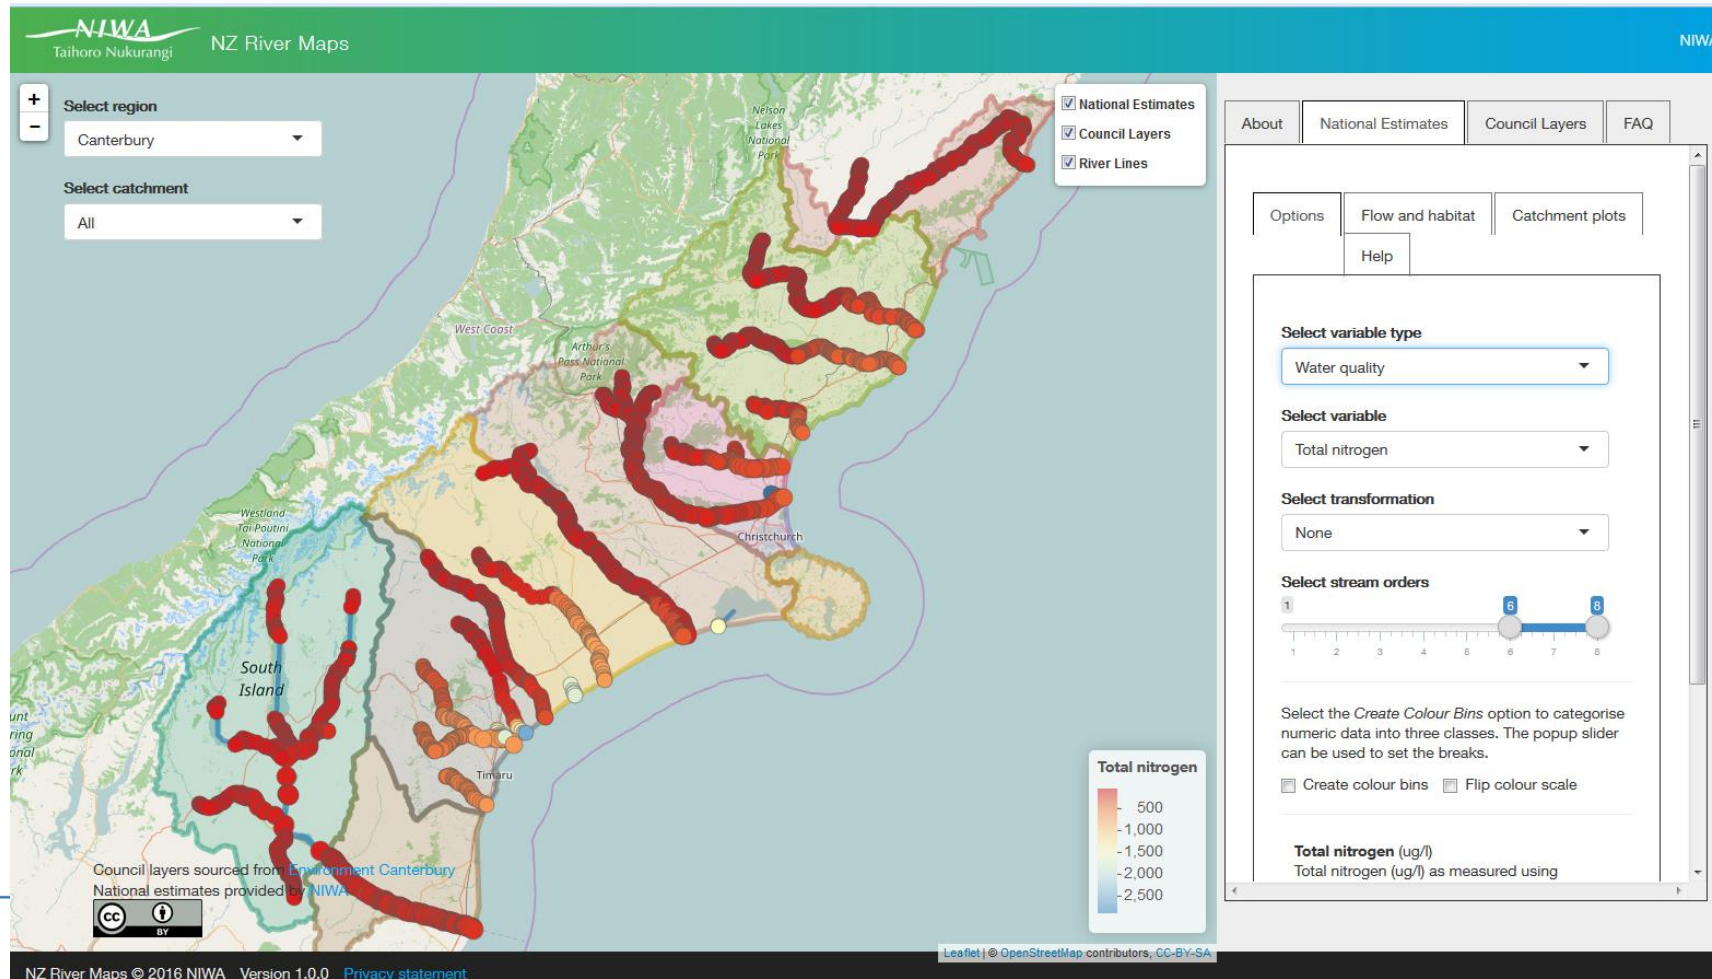 NIWA
Taihoro Nukurangi
NZ River Maps
NIWA
+
−
Select region
Canterbury
Select catchment
All
National Estimates
Council Layers
River Lines
Nelson
Lakes
National
Park
West Coast
Arthur's
Pass National
Park
Westland
Tai Poutini
National
Park
Christchurch
South
Island
Timaru
Total nitrogen
500
1,000
1,500
2,000
2,500
Council layers sourced from Environment Canterbury
National estimates provided by NIWA
cc
BY
Leaflet | © OpenStreetMap contributors, CC-BY-SA
About
National Estimates
Council Layers
FAQ
Options
Flow and habitat
Catchment plots
Help
Select variable type
Water quality
Select variable
Total nitrogen
Select transformation
None
Select stream orders
1
6
8
1 2 3 4 5 6 7 8
Select the Create Colour Bins option to categorise
numeric data into three classes. The popup slider
can be used to set the breaks.
Create colour bins
Flip colour scale
Total nitrogen (ug/l)
Total nitrogen (ug/l) as measured using
NZ River Maps © 2016 NIWA Version 1.0.0 Privacy statement